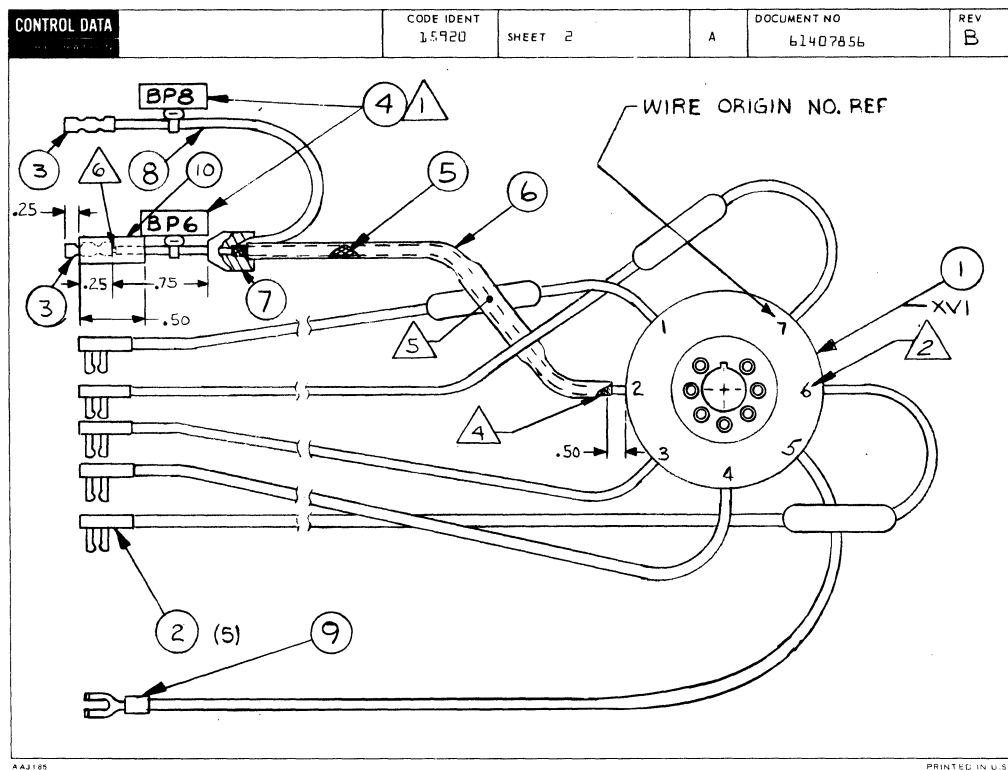 CONTROL DATA
CODE IDENT
15920
SHEET 2
A
DOCUMENT NO
61407856
REV
B
WIRE ORIGIN NO. REF
BP8
4
1
3
8
6
10
5
6
.25
BP6
7
1
XVI
3
.25
.75
.50
5
2
4
.50
1
2
3
4
5
6
7
2 (5)
9
AA3185
PRINTED IN U.S